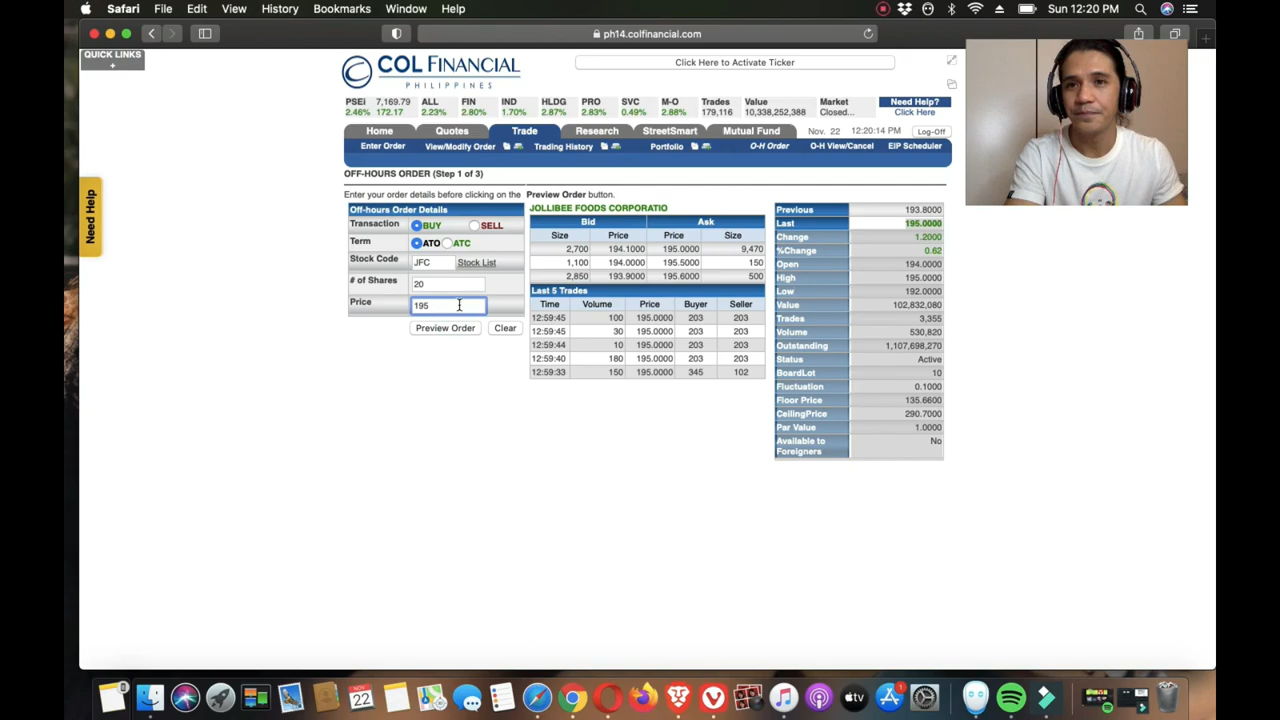 Safari File Edit View History Bookmarks Window Help Sun 12:20 PM
ph14.colfinancial.com
QUICK LINKS
+
COL FINANCIAL
PHILIPPINES
Click Here to Activate Ticker
PSEi 7,169.79 ALL FIN IND HLDG PRO SVC M-O Trades Value Market Need Help?
2.46% 172.17 2.23% 2.80% 1.70% 2.87% 2.83% 0.49% 2.88% 179,116 10,338,252,388 Closed... Click Here
Home Quotes Trade Research StreetSmart Mutual Fund Nov. 22 12:20:14 PM Log-Off
Enter Order View/Modify Order Trading History Portfolio O-H Order O-H View/Cancel EIP Scheduler
OFF-HOURS ORDER (Step 1 of 3)
Enter your order details before clicking on the Preview Order button.
Off-hours Order Details
Transaction BUY SELL
Term ATO ATC
Stock Code JFC Stock List
# of Shares 20
Price 195
Preview Order Clear
JOLLIBEE FOODS CORPORATIO
Bid Ask
Size Price Price Size
2,700 194.1000 195.0000 9,470
1,100 194.0000 195.5000 150
2,850 193.9000 195.6000 500
Last 5 Trades
Time Volume Price Buyer Seller
12:59:45 100 195.0000 203 203
12:59:45 30 195.0000 203 203
12:59:44 10 195.0000 203 203
12:59:40 180 195.0000 203 203
12:59:33 150 195.0000 345 102
Previous 193.8000
Last 195.0000
Change 1.2000
%Change 0.62
Open 194.0000
High 195.0000
Low 192.0000
Value 102,832,080
Trades 3,355
Volume 530,820
Outstanding 1,107,698,270
Status Active
BoardLot 10
Fluctuation 0.1000
Floor Price 135.6600
CeilingPrice 290.7000
Par Value 1.0000
Available to No
Foreigners
Need Help
NOV
22
tv
1